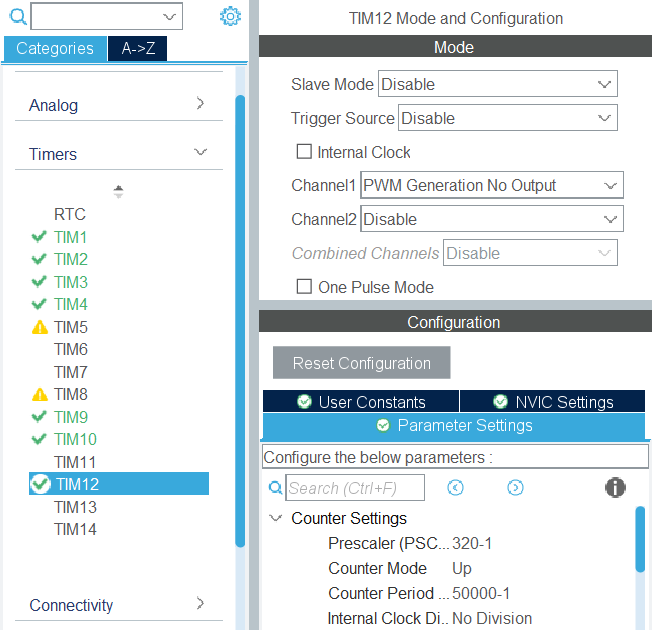 Categories
A->Z
Analog
Timers
RTC
TIM1
TIM2
TIM3
TIM4
TIM5
TIM6
TIM7
TIM8
TIM9
TIM10
TIM11
TIM12
TIM13
TIM14
Connectivity
TIM12 Mode and Configuration
Mode
Slave Mode Disable
Trigger Source Disable
Internal Clock
Channel1 PWM Generation No Output
Channel2 Disable
Combined Channels Disable
One Pulse Mode
Configuration
Reset Configuration
User Constants
NVIC Settings
Parameter Settings
Configure the below parameters :
Search (Ctrl+F)
Counter Settings
Prescaler (PSC... 320-1
Counter Mode Up
Counter Period ... 50000-1
Internal Clock Di.. No Division